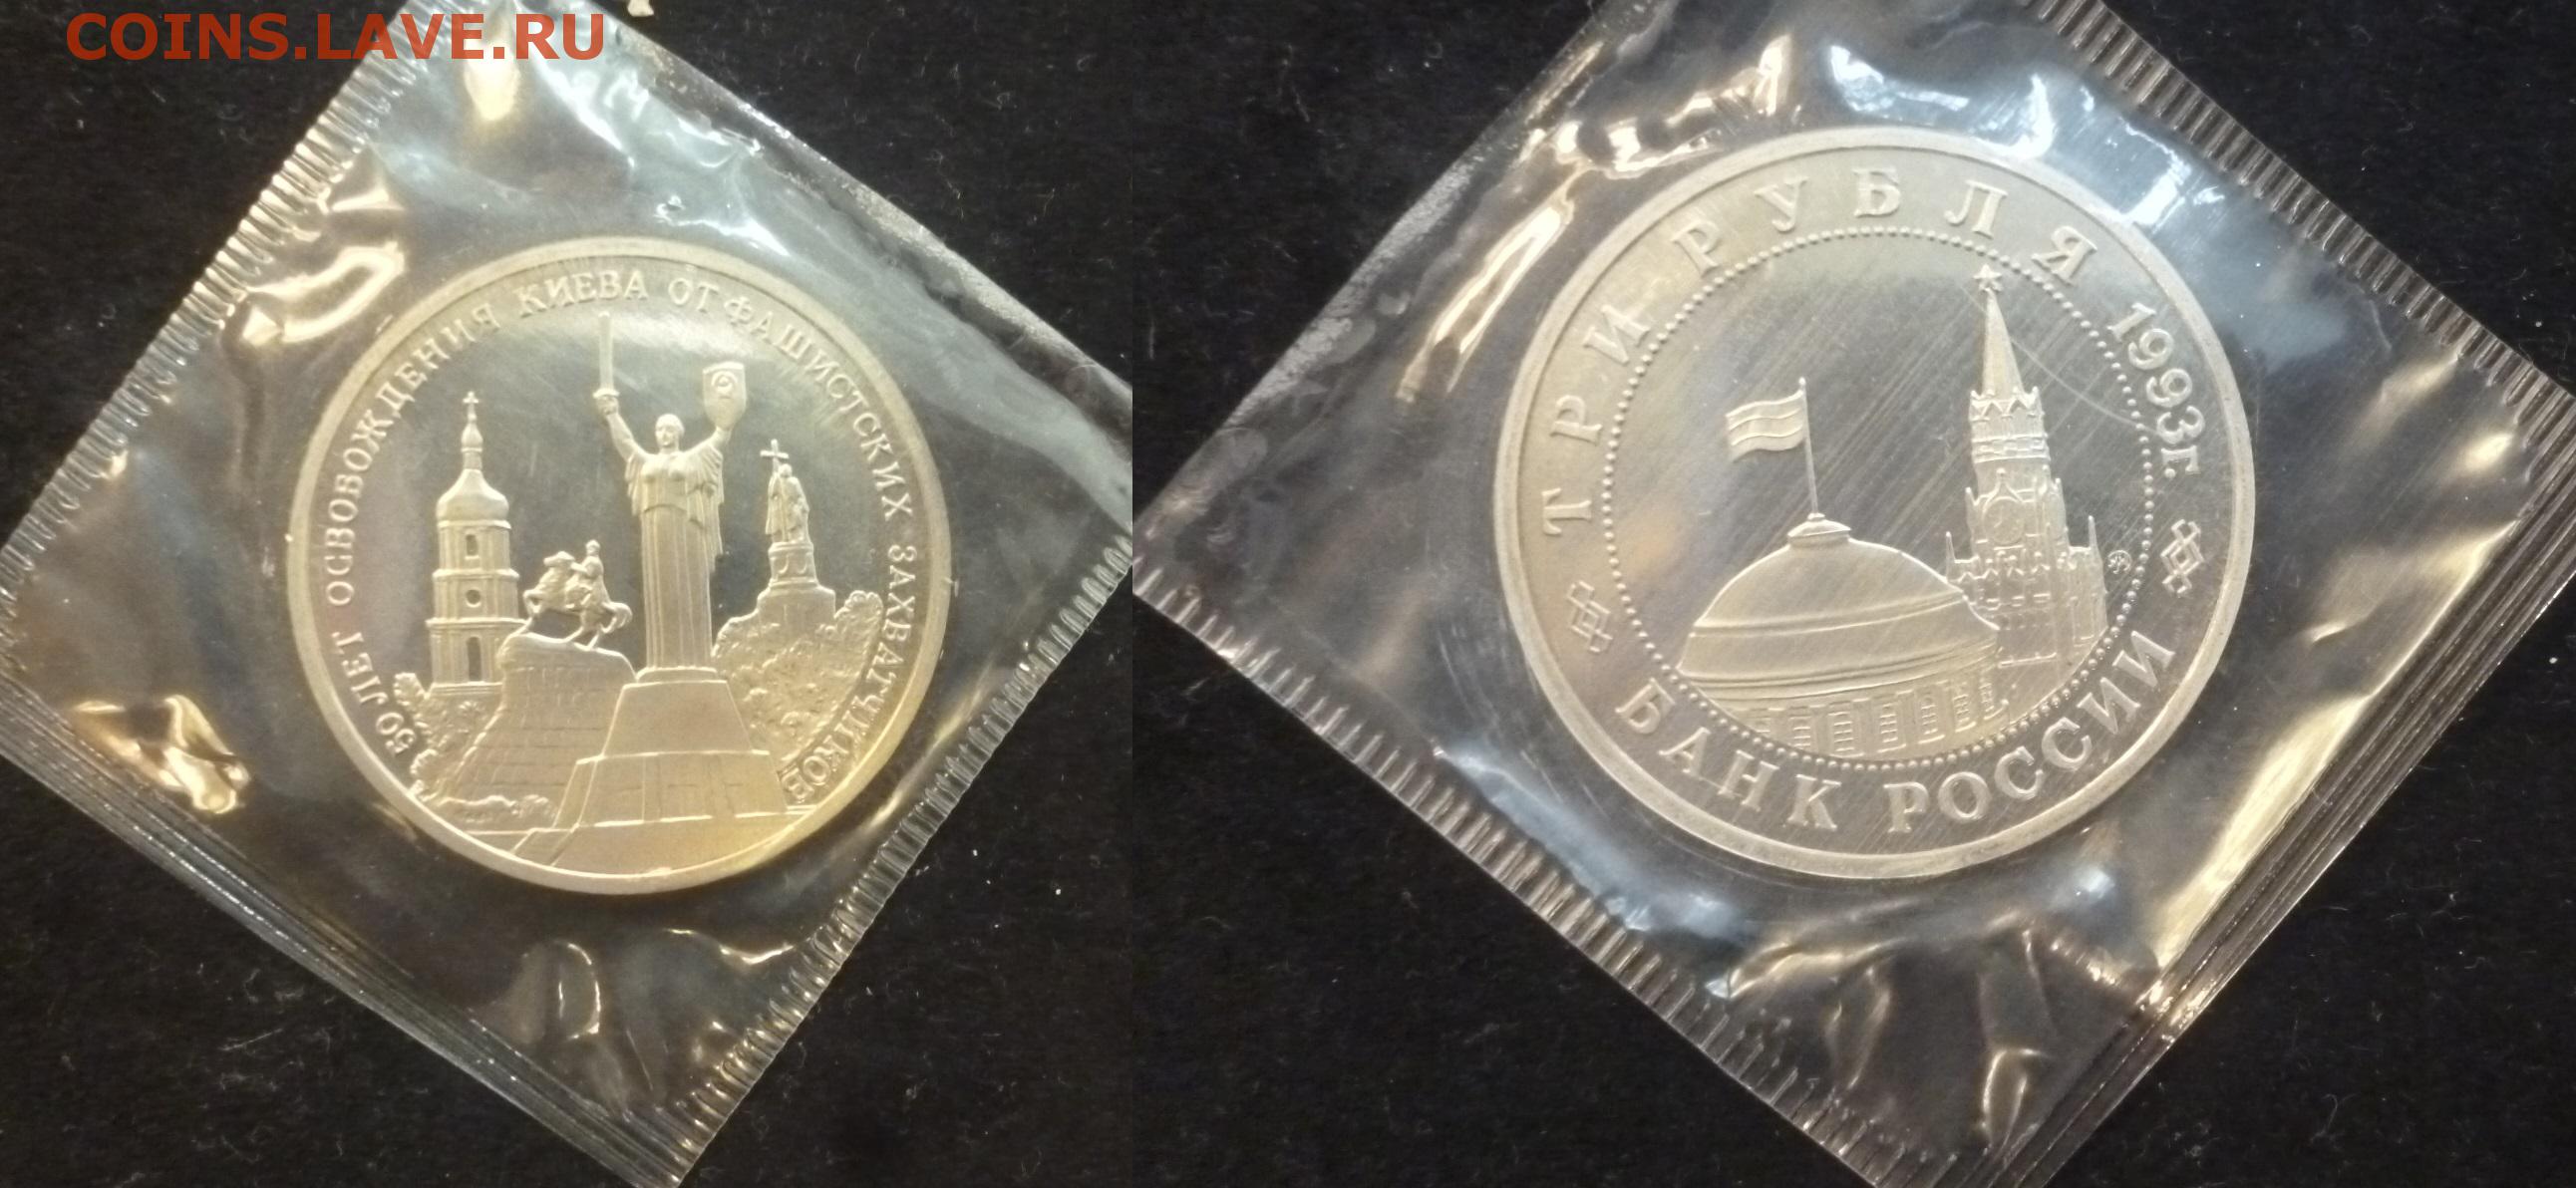 COINS.LAVE.RU
50 ЛЕТ ОСВОБОЖДЕНИЯ КИЕВА ОТ ФАШИСТСКИХ ЗАХВАТЧИКОВ
ТРИ РУБЛЯ 1993г.
БАНК РОССИИ